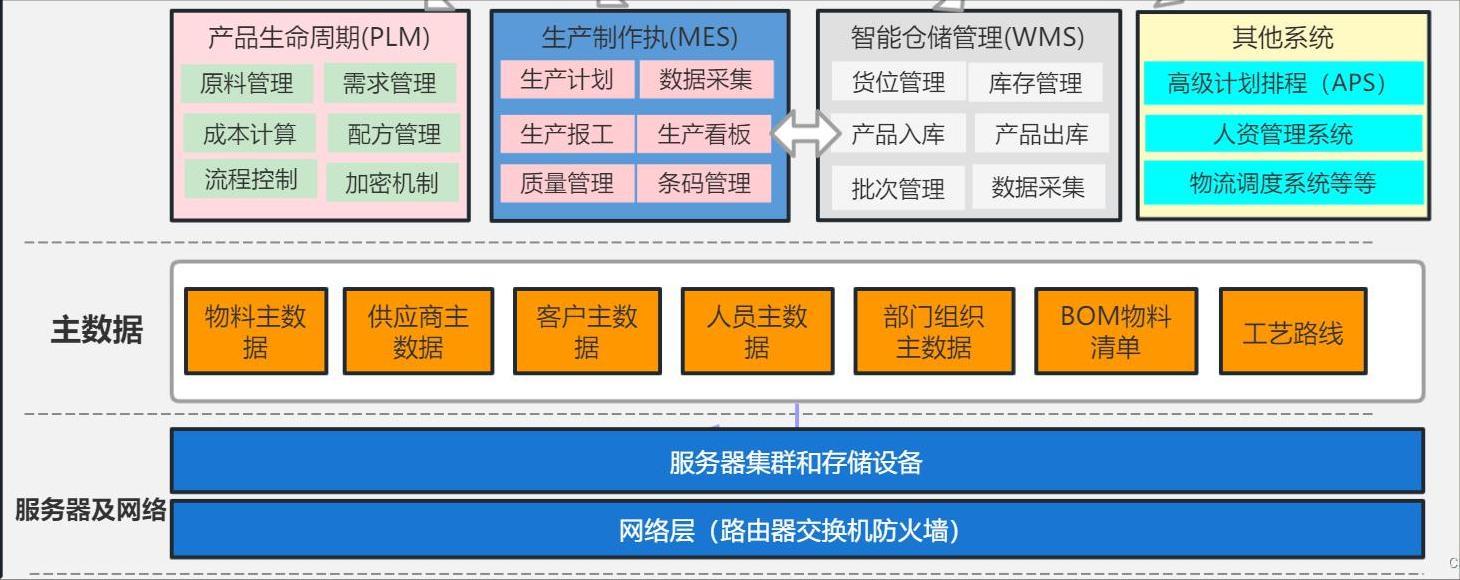 产品生命周期(PLM)
原料管理
需求管理
成本计算
配方管理
流程控制
加密机制
生产制作执(MES)
生产计划
数据采集
生产报工
生产看板
质量管理
条码管理
智能仓储管理(WMS)
货位管理
库存管理
产品入库
产品出库
批次管理
数据采集
其他系统
高级计划排程（APS）
人资管理系统
物流调度系统等等
主数据
物料主数
据
供应商主
数据
客户主数
据
人员主数
据
部门组织
主数据
BOM物料
清单
工艺路线
服务器及网络
服务器集群和存储设备
网络层（路由器交换机防火墙）